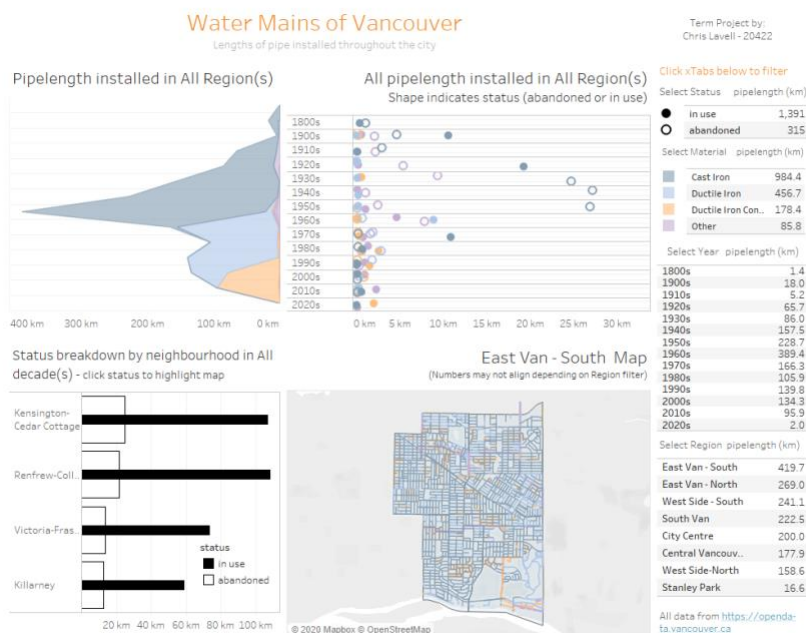 Water Mains of Vancouver
Lengths of pipe installed throughout the city
Term Project by:
Chris Lavell - 20422
Pipelength installed in All Region(s)
400 km 300 km 200 km 100 km 0 km
All pipelength installed in All Region(s)
Shape indicates status (abandoned or in use)
1800s
1900s
1910s
1920s
1930s
1940s
1950s
1960s
1970s
1980s
1990s
2000s
2010s
2020s
0 km 5 km 10 km 15 km 20 km 25 km 30 km
Click xTabs below to filter
Select Status pipelength (km)
in use 1,391
abandoned 315
Select Material pipelength (km)
Cast Iron 984.4
Ductile Iron 456.7
Ductile Iron Con.. 178.4
Other 85.8
Select Year pipelength (km)
1800s 1.4
1900s 18.0
1910s 5.2
1920s 65.7
1930s 86.0
1940s 157.5
1950s 228.7
1960s 389.4
1970s 166.3
1980s 105.9
1990s 139.8
2000s 134.3
2010s 95.9
2020s 2.0
Select Region pipelength (km)
East Van - South 419.7
East Van - North 269.0
West Side - South 241.1
South Van 222.5
City Centre 200.0
Central Vancouv.. 177.9
West Side-North 158.6
Stanley Park 16.6
All data from https://openda-
ta.vancouver.ca
Status breakdown by neighbourhood in All
decade(s) - click status to highlight map
Kensington-
Cedar Cottage
Renfrew-Coll..
Victoria-Fras..
Killarney
status
in use
abandoned
20 km 40 km 60 km 80 km 100 km
East Van - South Map
(Numbers may not align depending on Region filter)
© 2020 Mapbox © OpenStreetMap